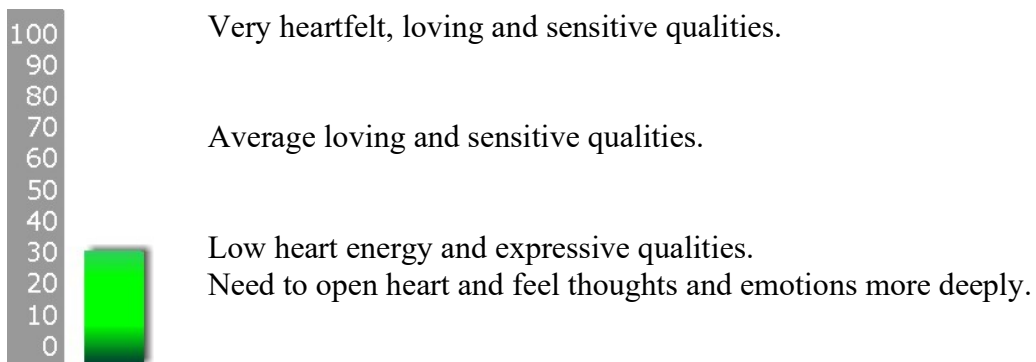 100 Very heartfelt, loving and sensitive qualities.
90
80
70 Average loving and sensitive qualities.
60
50
40
30 Low heart energy and expressive qualities.
20 Need to open heart and feel thoughts and emotions more deeply.
10
0